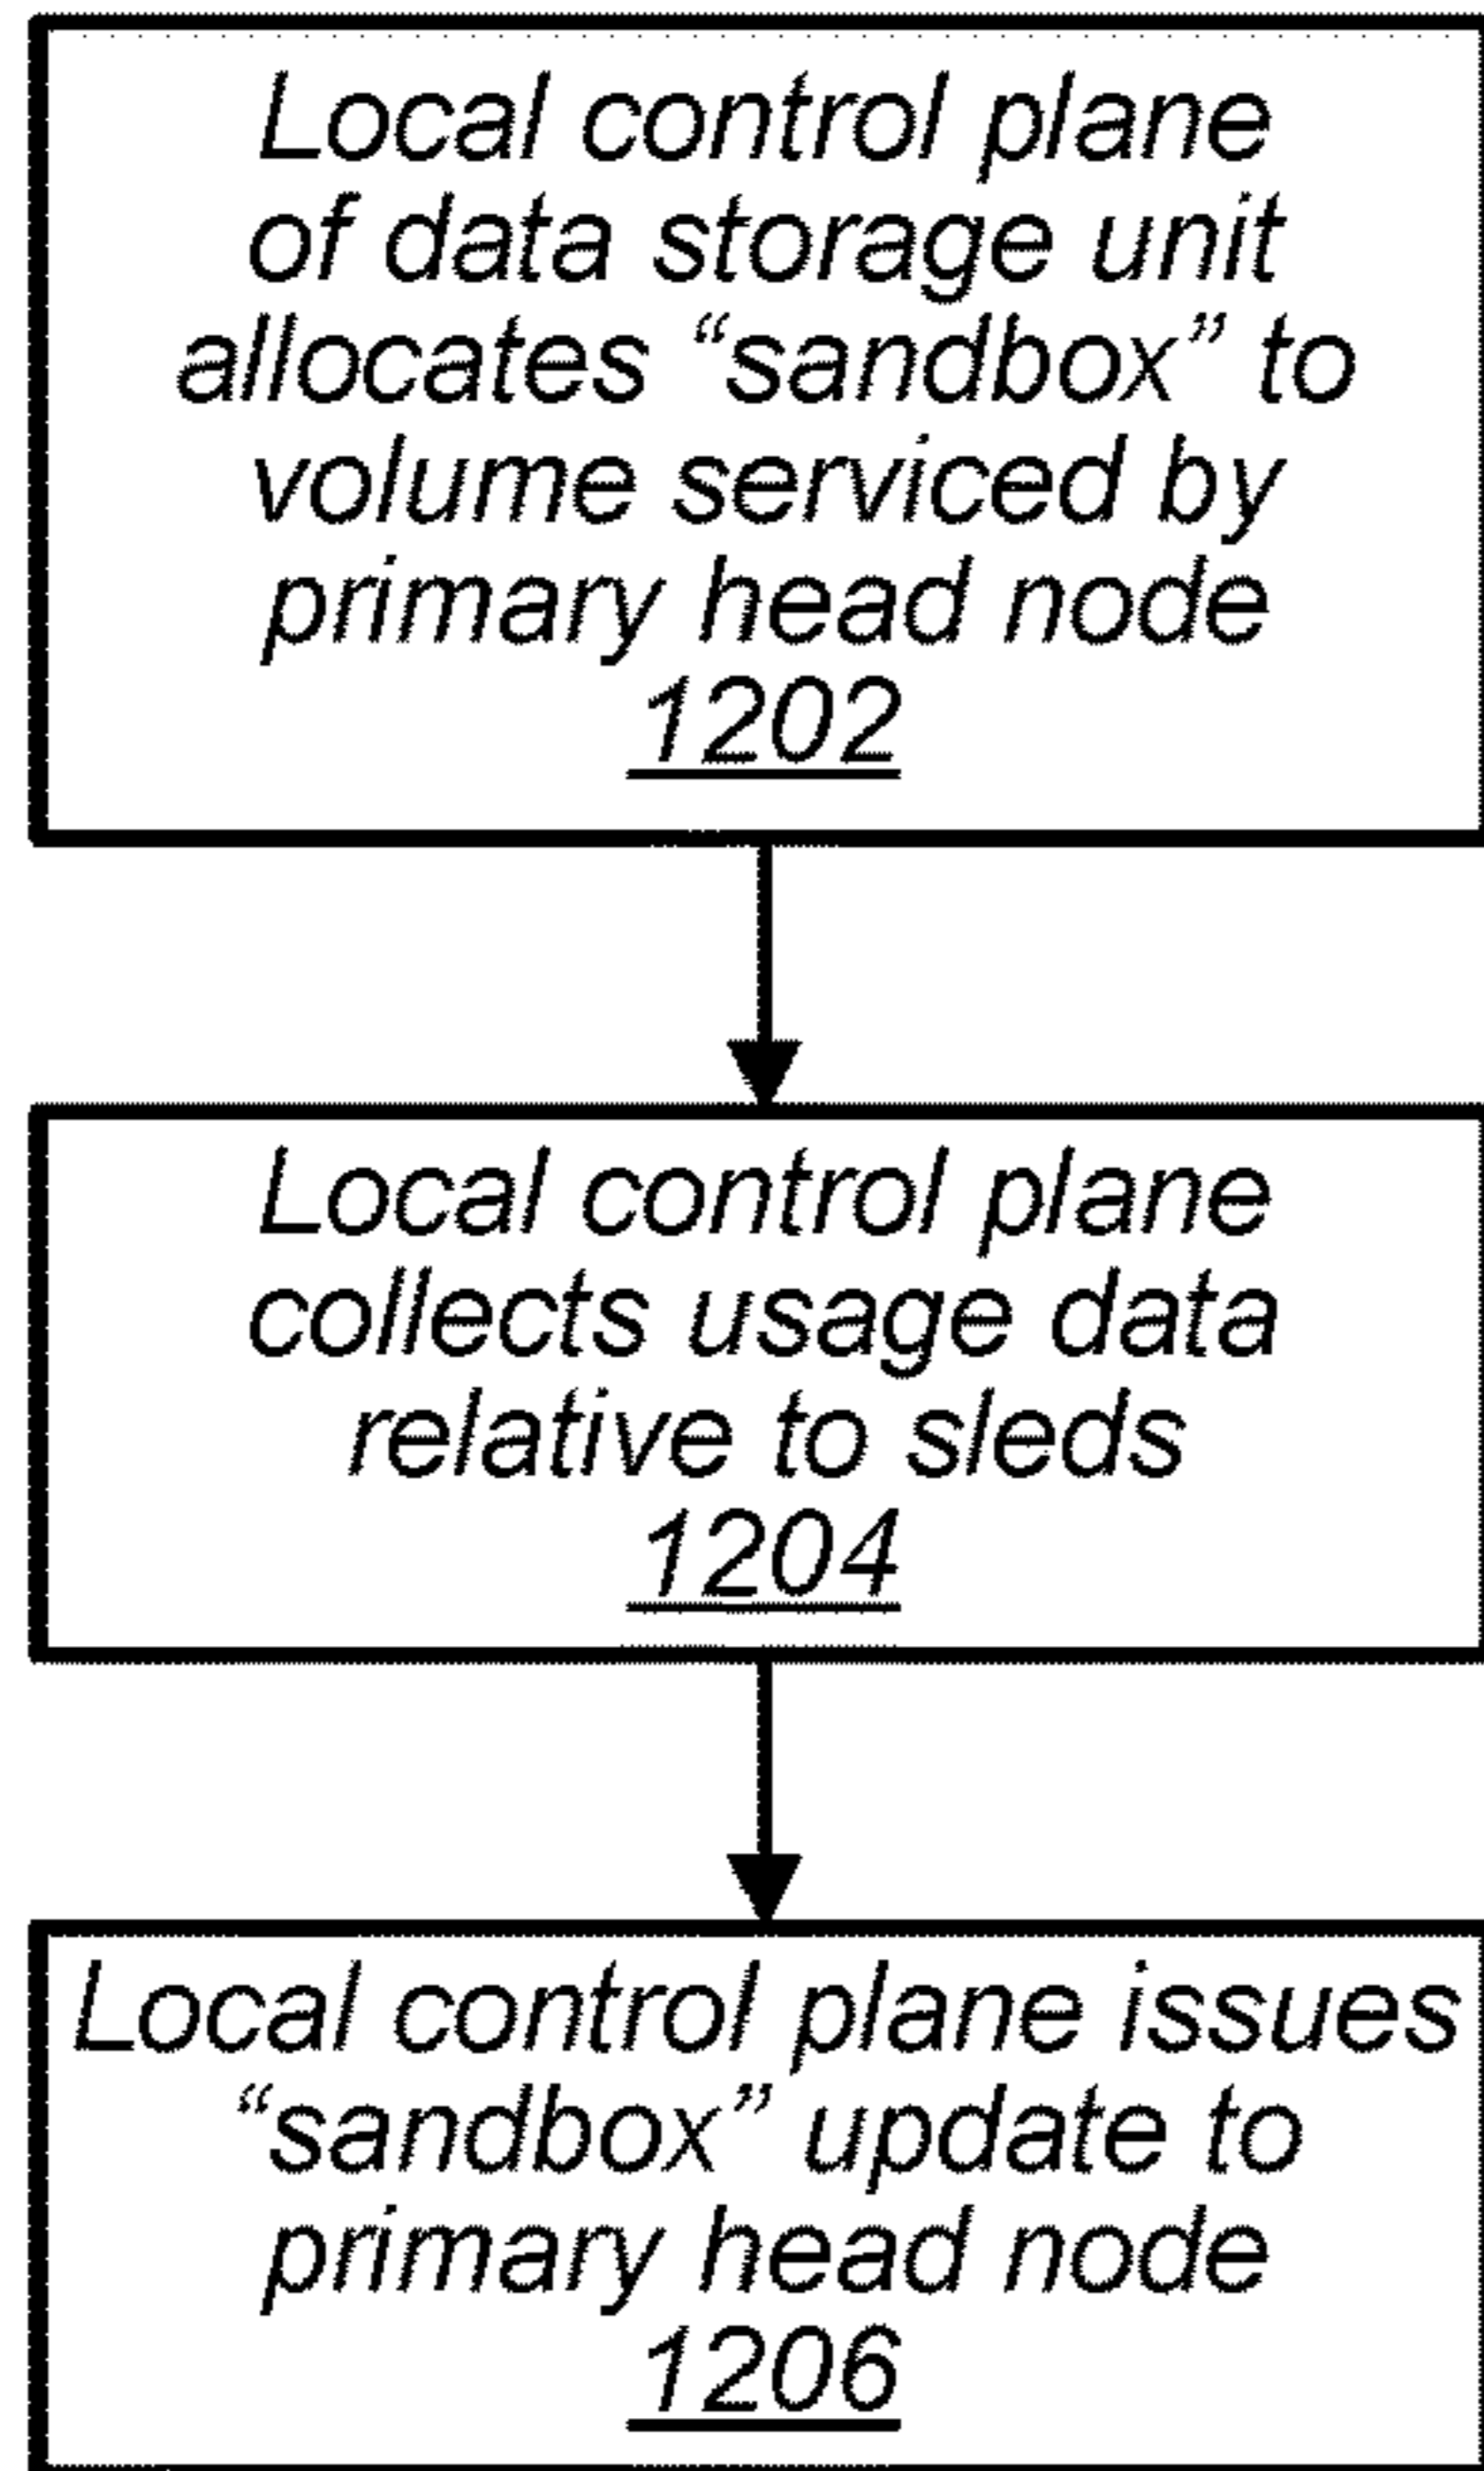 Local control plane
of data storage unit
allocates “sandbox” to
volume serviced by
primary head node
1202
Local control plane
collects usage data
relative to sleds
1204
Local control plane issues
“sandbox” update to
primary head node
1206